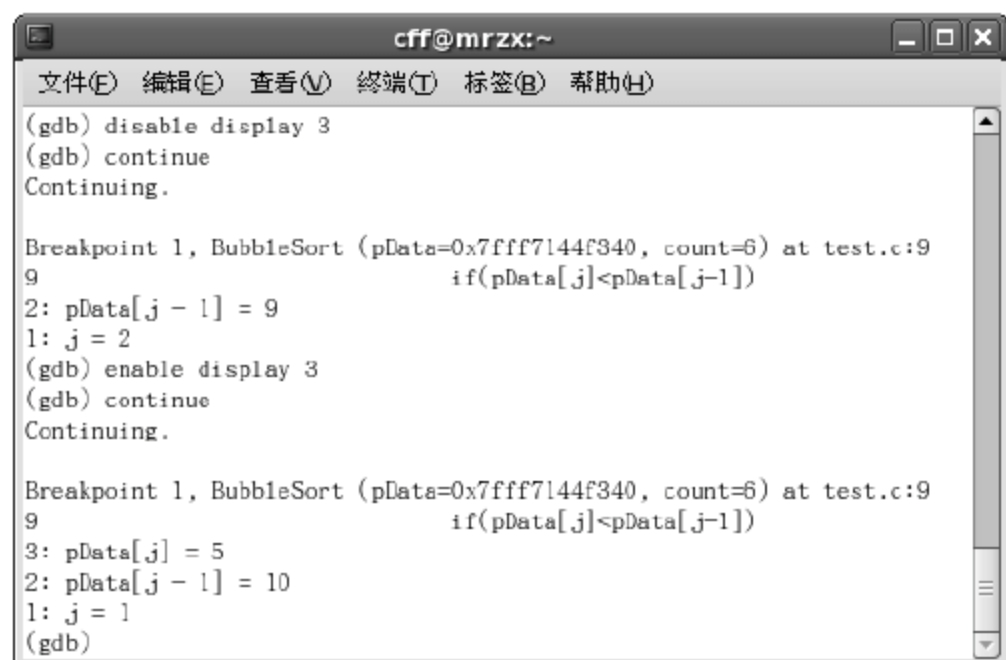 cff@mrzx:~
文件(F) 编辑(E) 查看(V) 终端(T) 标签(B) 帮助(H)
(gdb) disable display 3
(gdb) continue
Continuing.
Breakpoint 1, BubbleSort (pData=0x7fff7144f340, count=6) at test.c:9
9 if(pData[j]<pData[j-1])
2: pData[j - 1] = 9
1: j = 2
(gdb) enable display 3
(gdb) continue
Continuing.
Breakpoint 1, BubbleSort (pData=0x7fff7144f340, count=6) at test.c:9
9 if(pData[j]<pData[j-1])
3: pData[j] = 5
2: pData[j - 1] = 10
1: j = 1
(gdb)